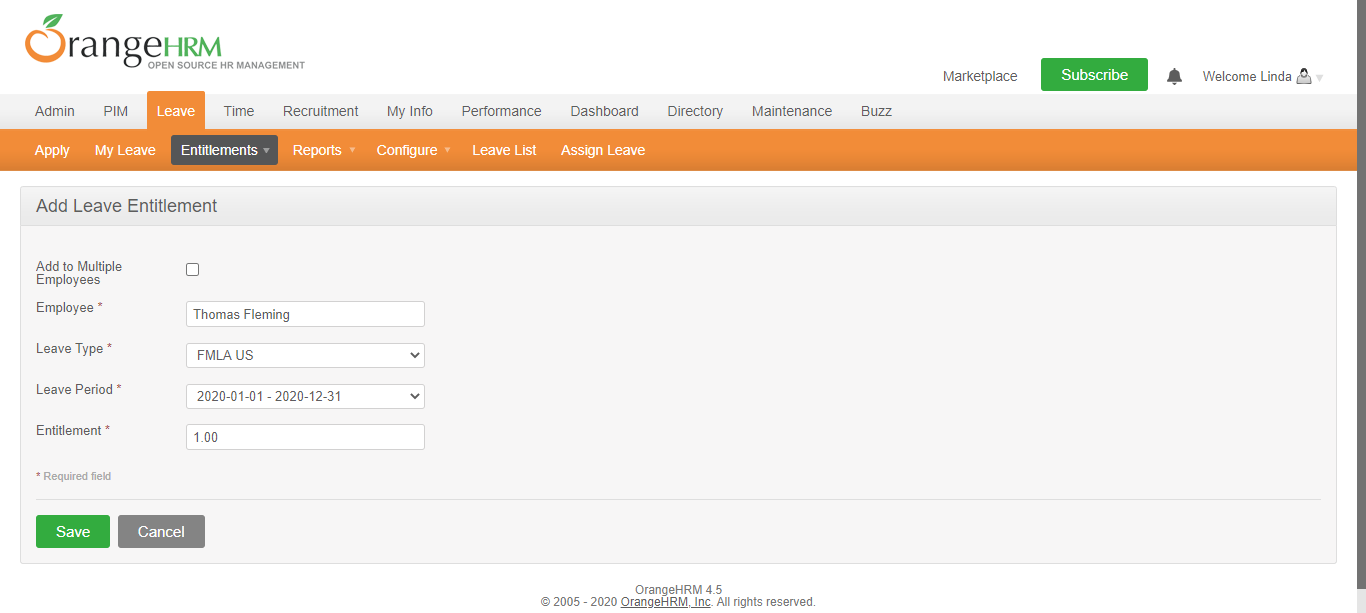 OrangeHRM
OPEN SOURCE HR MANAGEMENT
Marketplace Subscribe Welcome Linda
Admin PIM Leave Time Recruitment My Info Performance Dashboard Directory Maintenance Buzz
Apply My Leave Entitlements Reports Configure Leave List Assign Leave
Add Leave Entitlement
Add to Multiple
Employees
Employee * Thomas Fleming
Leave Type * FMLA US
Leave Period * 2020-01-01 - 2020-12-31
Entitlement * 1.00
* Required field
Save Cancel
OrangeHRM 4.5
© 2005 - 2020 OrangeHRM, Inc. All rights reserved.